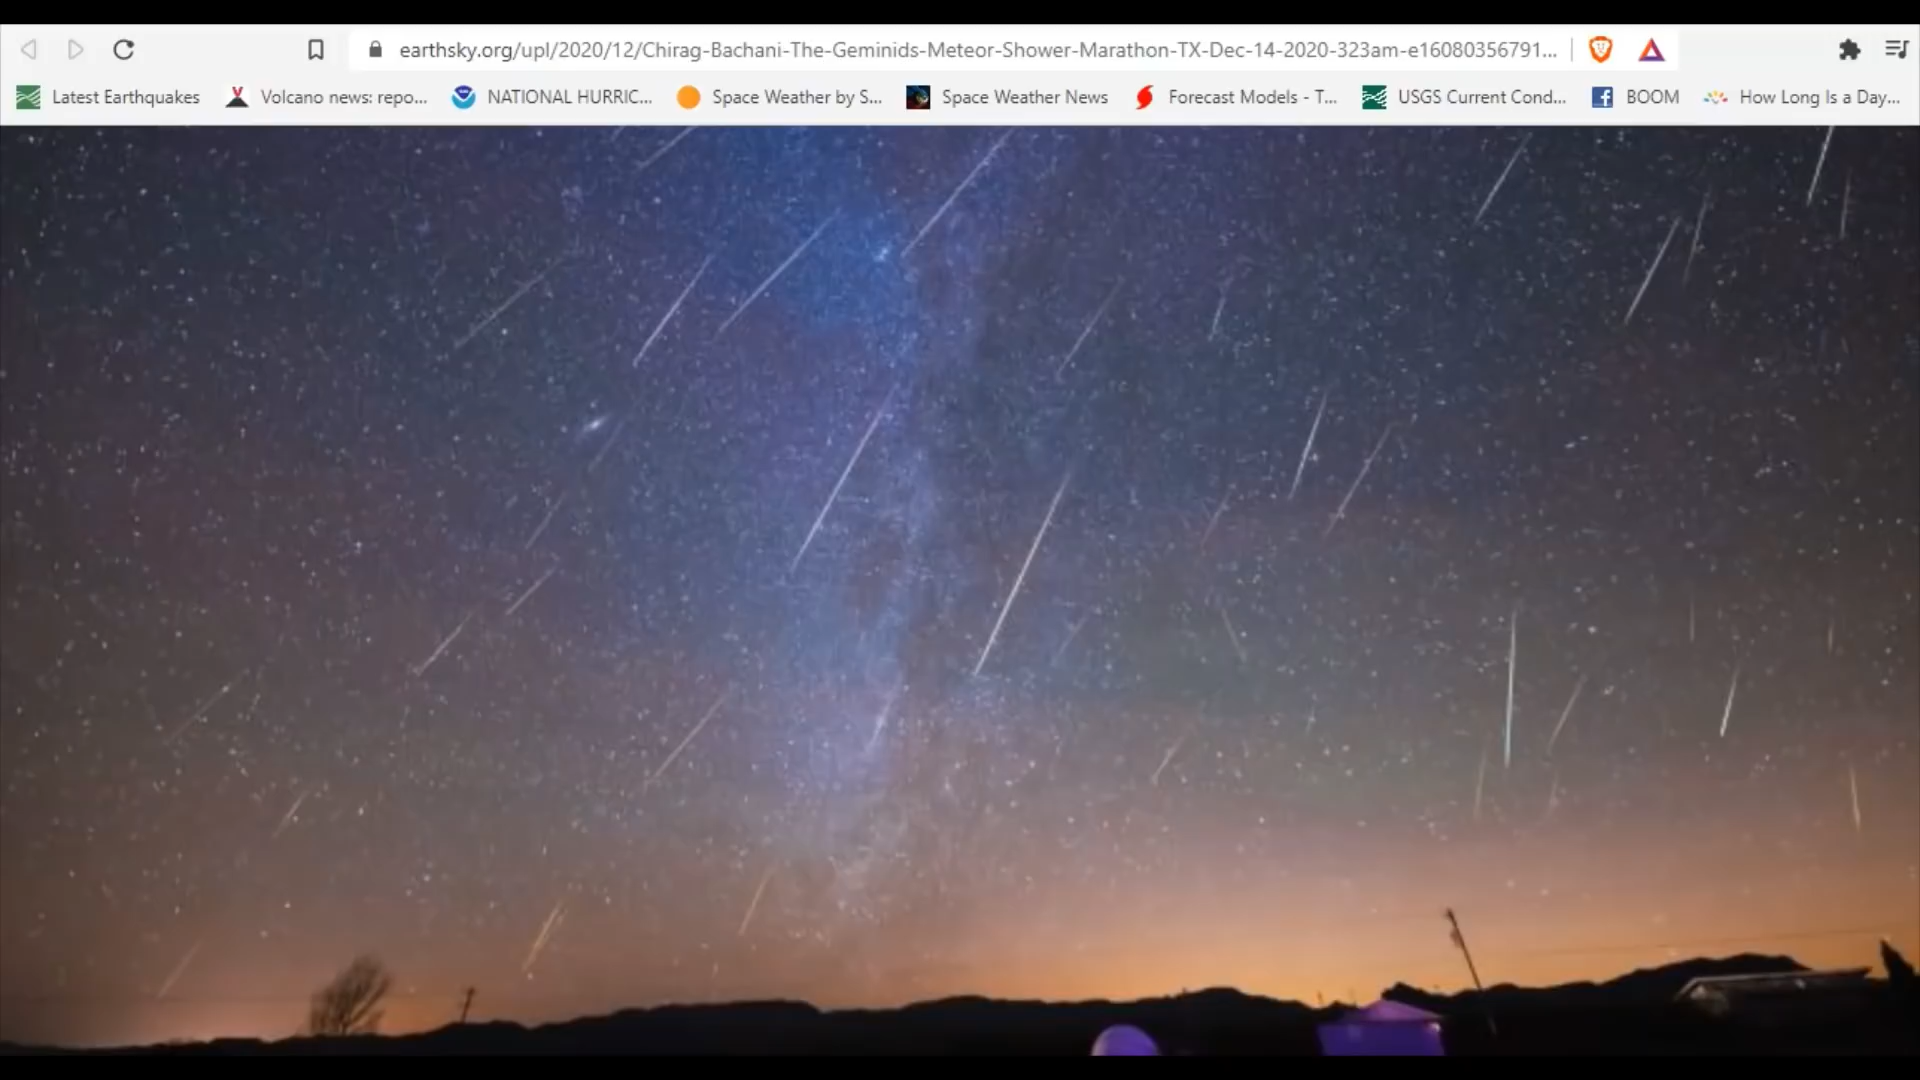 earthsky.org/upl/2020/12/Chirag-Bachani-The-Geminids-Meteor-Shower-Marathon-TX-Dec-14-2020-323am-e16080356791...
Latest Earthquakes Volcano news: repo... NATIONAL HURRIC... Space Weather by S... Space Weather News Forecast Models - T... USGS Current Cond... BOOM How Long Is a Day...